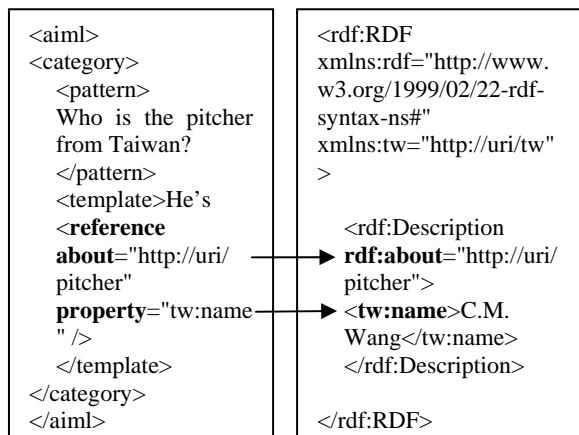 <aiml>
<category>
<pattern>
Who is the pitcher
from Taiwan?
</pattern>
<template>He's
<reference
about="http://uri/
pitcher"
property="tw:name
" />
</template>
</category>
</aiml>
<rdf:RDF
xmlns:rdf="http://www.
w3.org/1999/02/22-rdf-
syntax-ns#"
xmlns:tw="http://uri/tw"
>
<rdf:Description
rdf:about="http://uri/
pitcher">
<tw:name>C.M.
Wang</tw:name>
</rdf:Description>
</rdf:RDF>